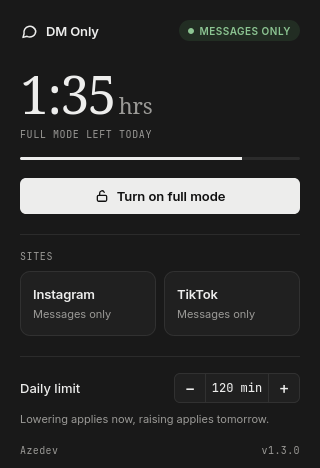 DM Only
MESSAGES ONLY
1:35 hrs
FULL MODE LEFT TODAY
Turn on full mode
SITES
Instagram TikTok
Messages only Messages only
Daily limit − 120 min +
Lowering applies now, raising applies tomorrow.
Azedev v1.3.0